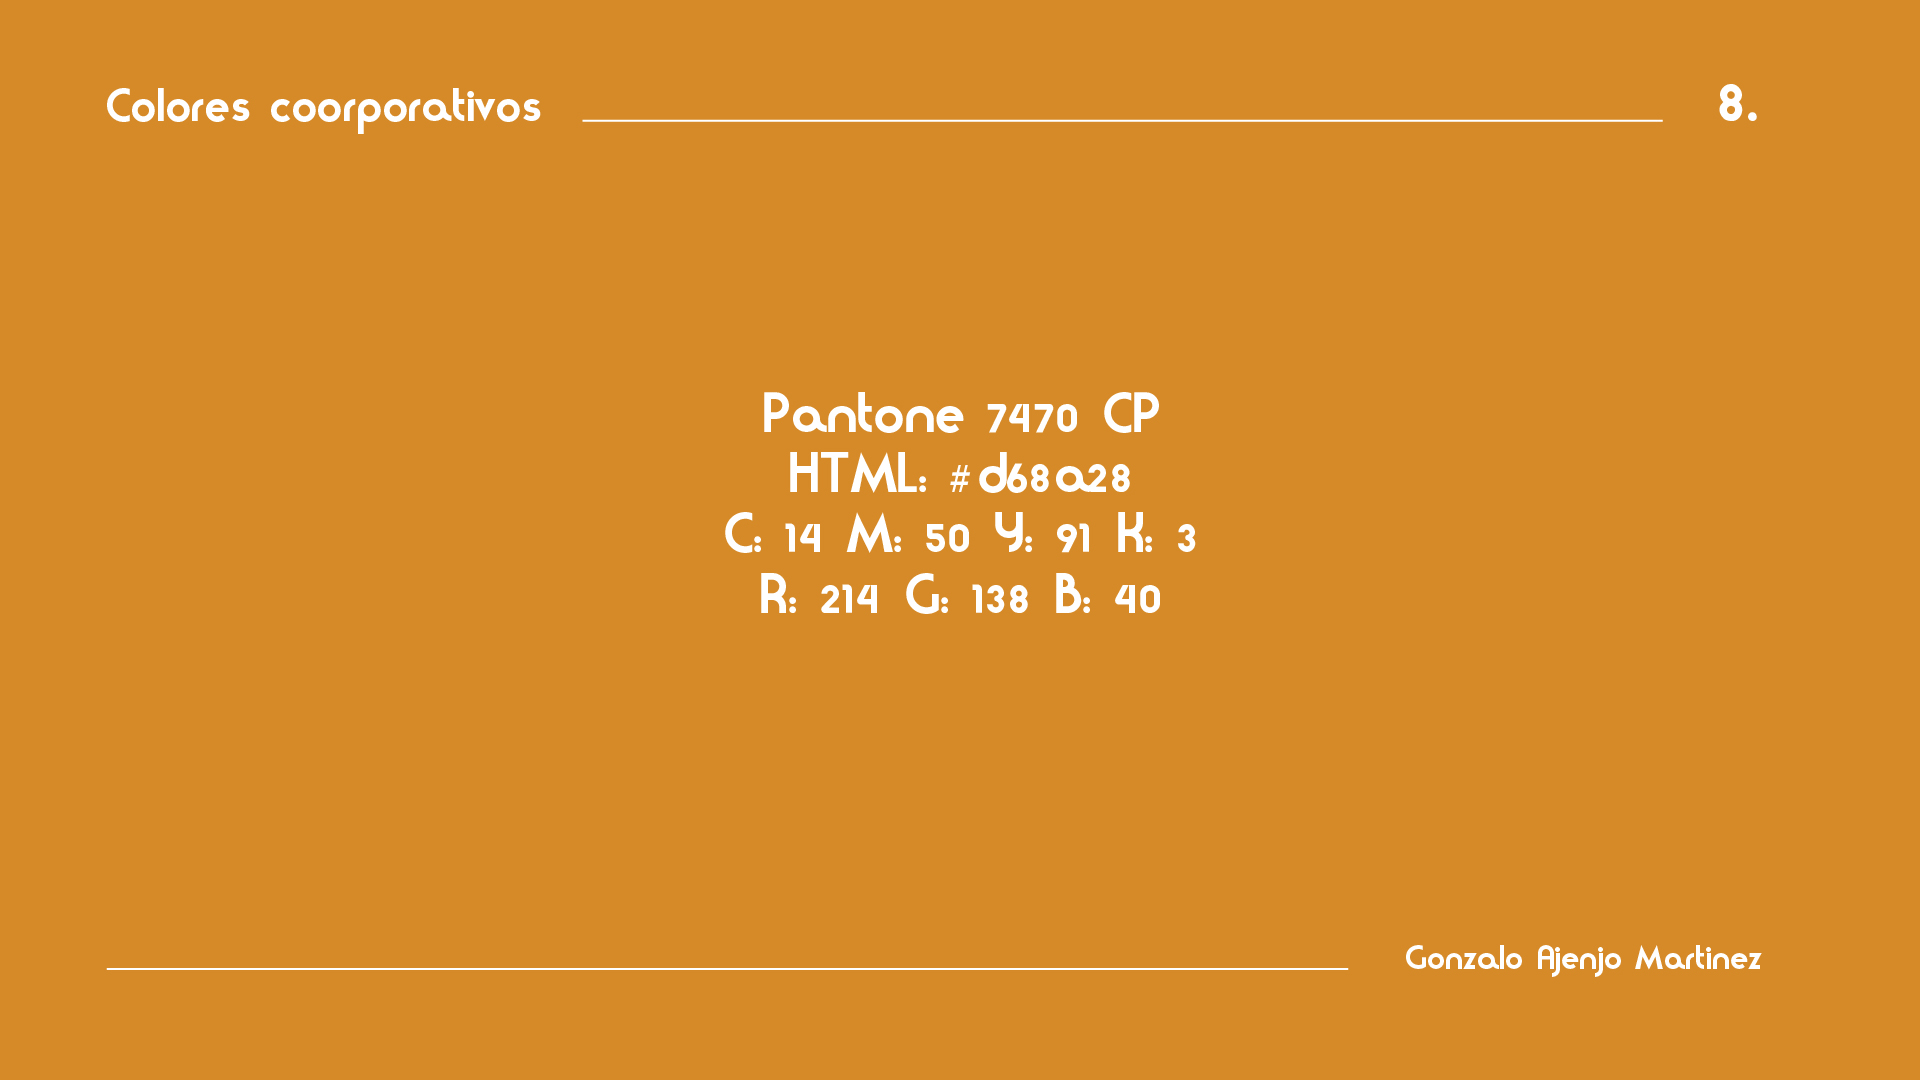 Colores coorporativos
8.
Pantone 7470 CP
HTML: #d68a28
C: 14 M: 50 Y: 91 K: 3
R: 214 G: 138 B: 40
Gonzalo Ajenjo Martinez